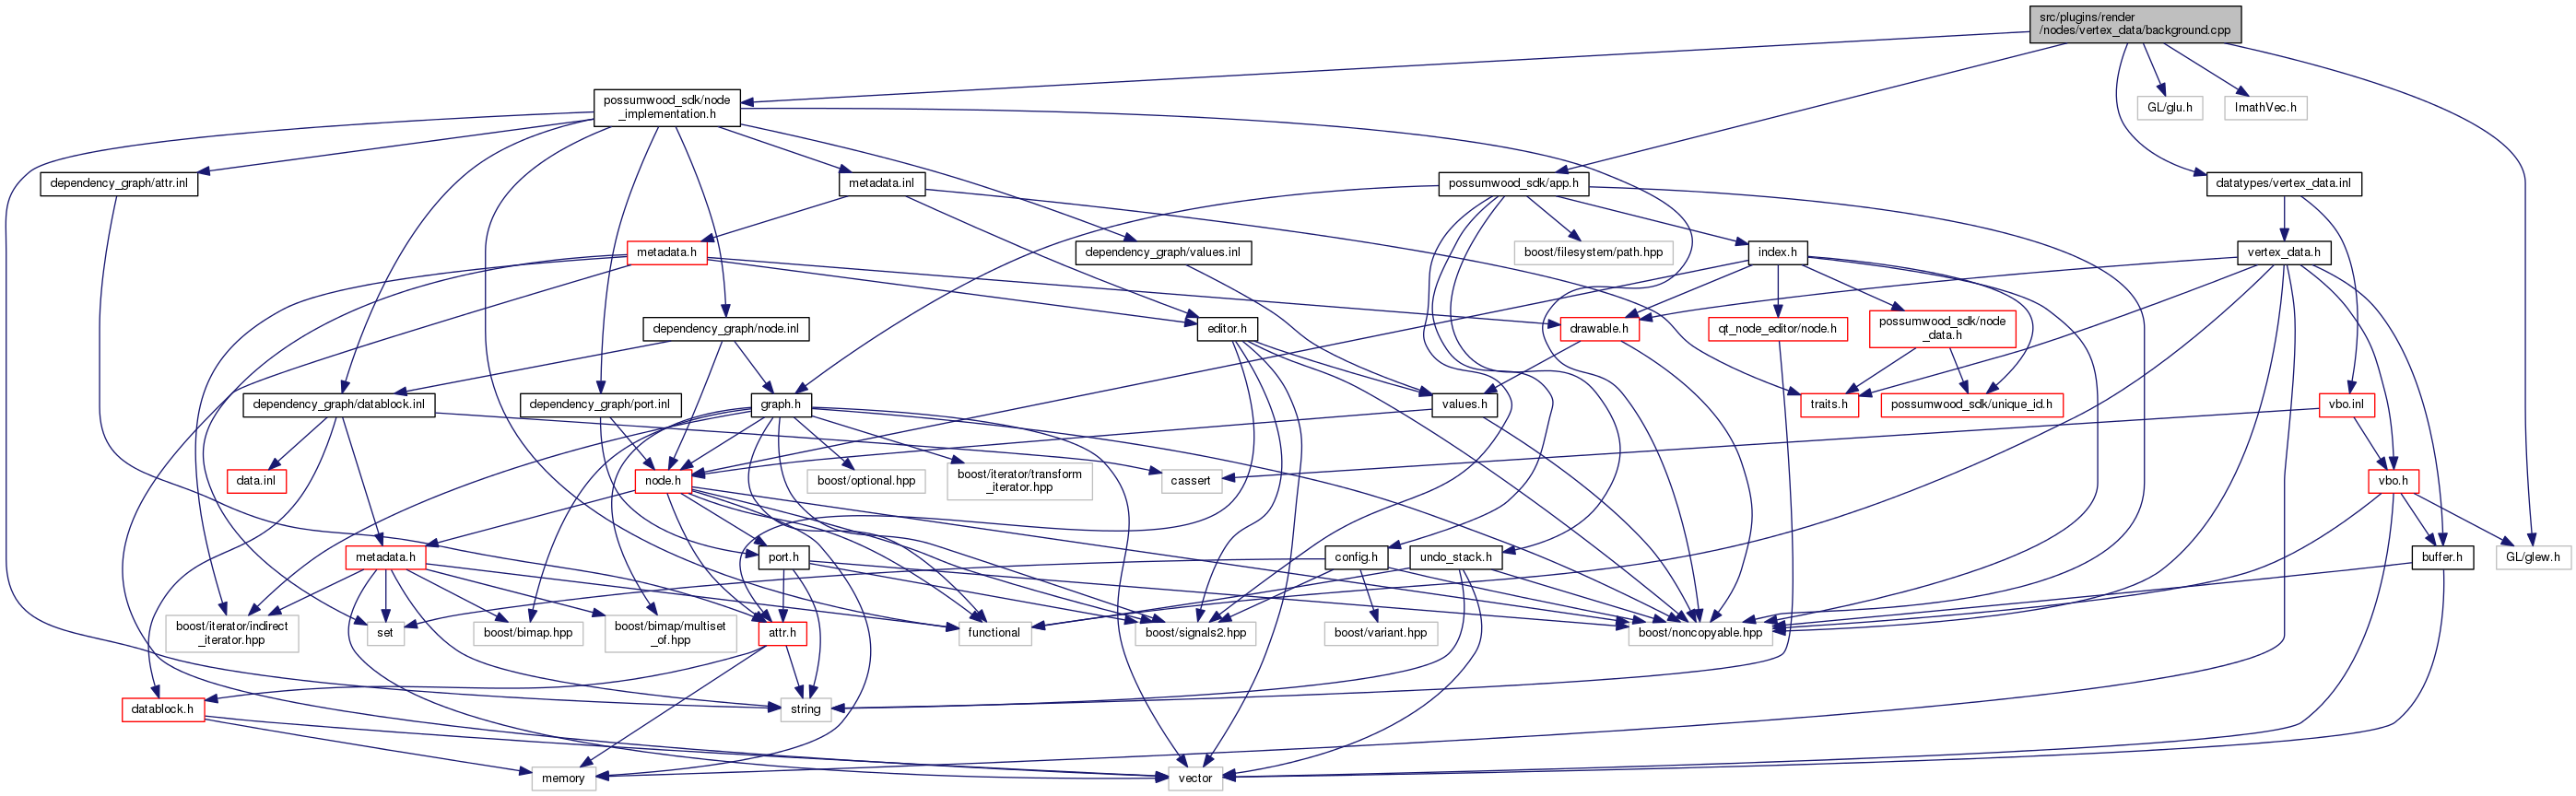 src/plugins/render
/nodes/vertex_data/background.cpp
possumwood_sdk/node
_implementation.h
GL/glu.h
ImathVec.h
dependency_graph/attr.inl
metadata.inl
possumwood_sdk/app.h
datatypes/vertex_data.inl
metadata.h
dependency_graph/values.inl
boost/filesystem/path.hpp
index.h
vertex_data.h
dependency_graph/node.inl
editor.h
drawable.h
qt_node_editor/node.h
possumwood_sdk/node
_data.h
dependency_graph/datablock.inl
dependency_graph/port.inl
graph.h
values.h
traits.h
possumwood_sdk/unique_id.h
vbo.inl
data.inl
node.h
boost/optional.hpp
boost/iterator/transform
_iterator.hpp
cassert
vbo.h
metadata.h
port.h
config.h
undo_stack.h
buffer.h
GL/glew.h
boost/iterator/indirect
_iterator.hpp
set
boost/bimap.hpp
boost/bimap/multiset
_of.hpp
attr.h
functional
boost/signals2.hpp
boost/variant.hpp
boost/noncopyable.hpp
datablock.h
string
memory
vector